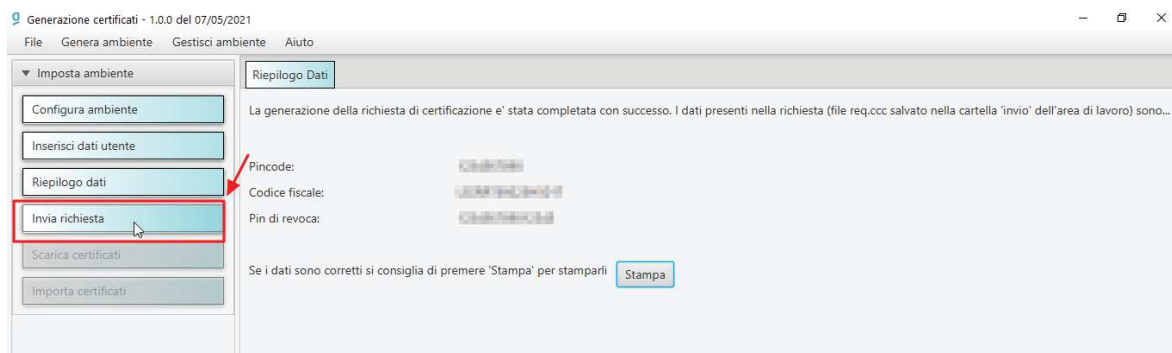 Generazione certificati - 1.0.0 del 07/05/2021
File Genera ambiente Gestisci ambiente Aiuto
Imposta ambiente
Configura ambiente
Inserisci dati utente
Riepilogo dati
Invia richiesta
Scarica certificati
Importa certificati
Riepilogo Dati
La generazione della richiesta di certificazione e' stata completata con successo. I dati presenti nella richiesta (file req.ccc salvato nella cartella 'invio' dell'area di lavoro) sono...
Pincode:
Codice fiscale:
Pin di revoca:
Se i dati sono corretti si consiglia di premere 'Stampa' per stamparli
Stampa